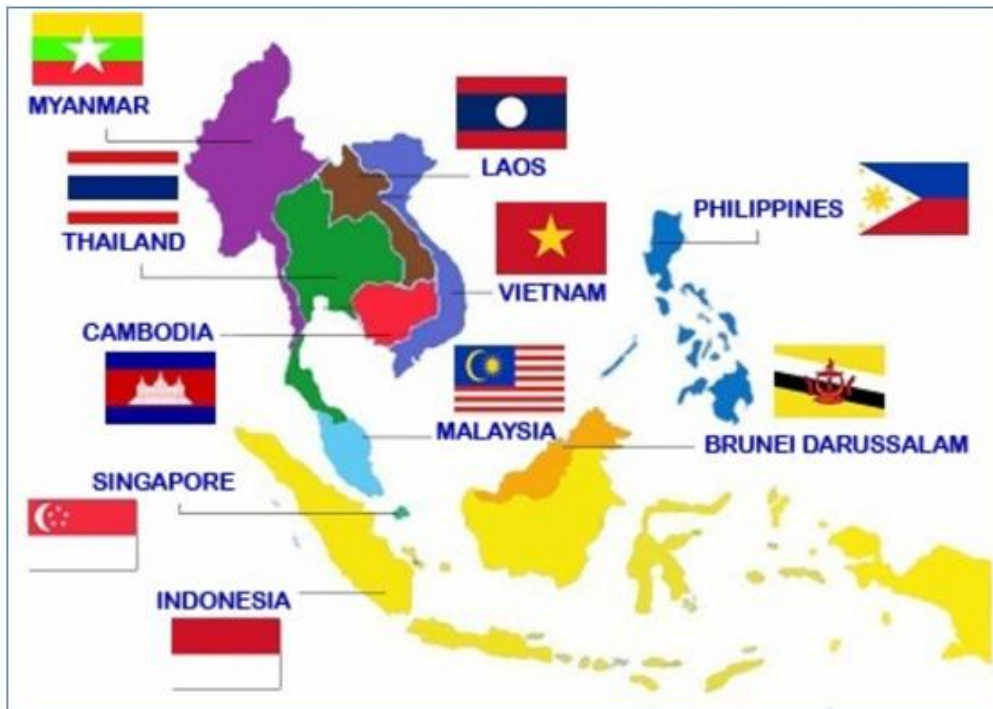 MYANMAR
LAOS
THAILAND
PHILIPPINES
VIETNAM
CAMBODIA
MALAYSIA
BRUNEI DARUSSALAM
SINGAPORE
INDONESIA